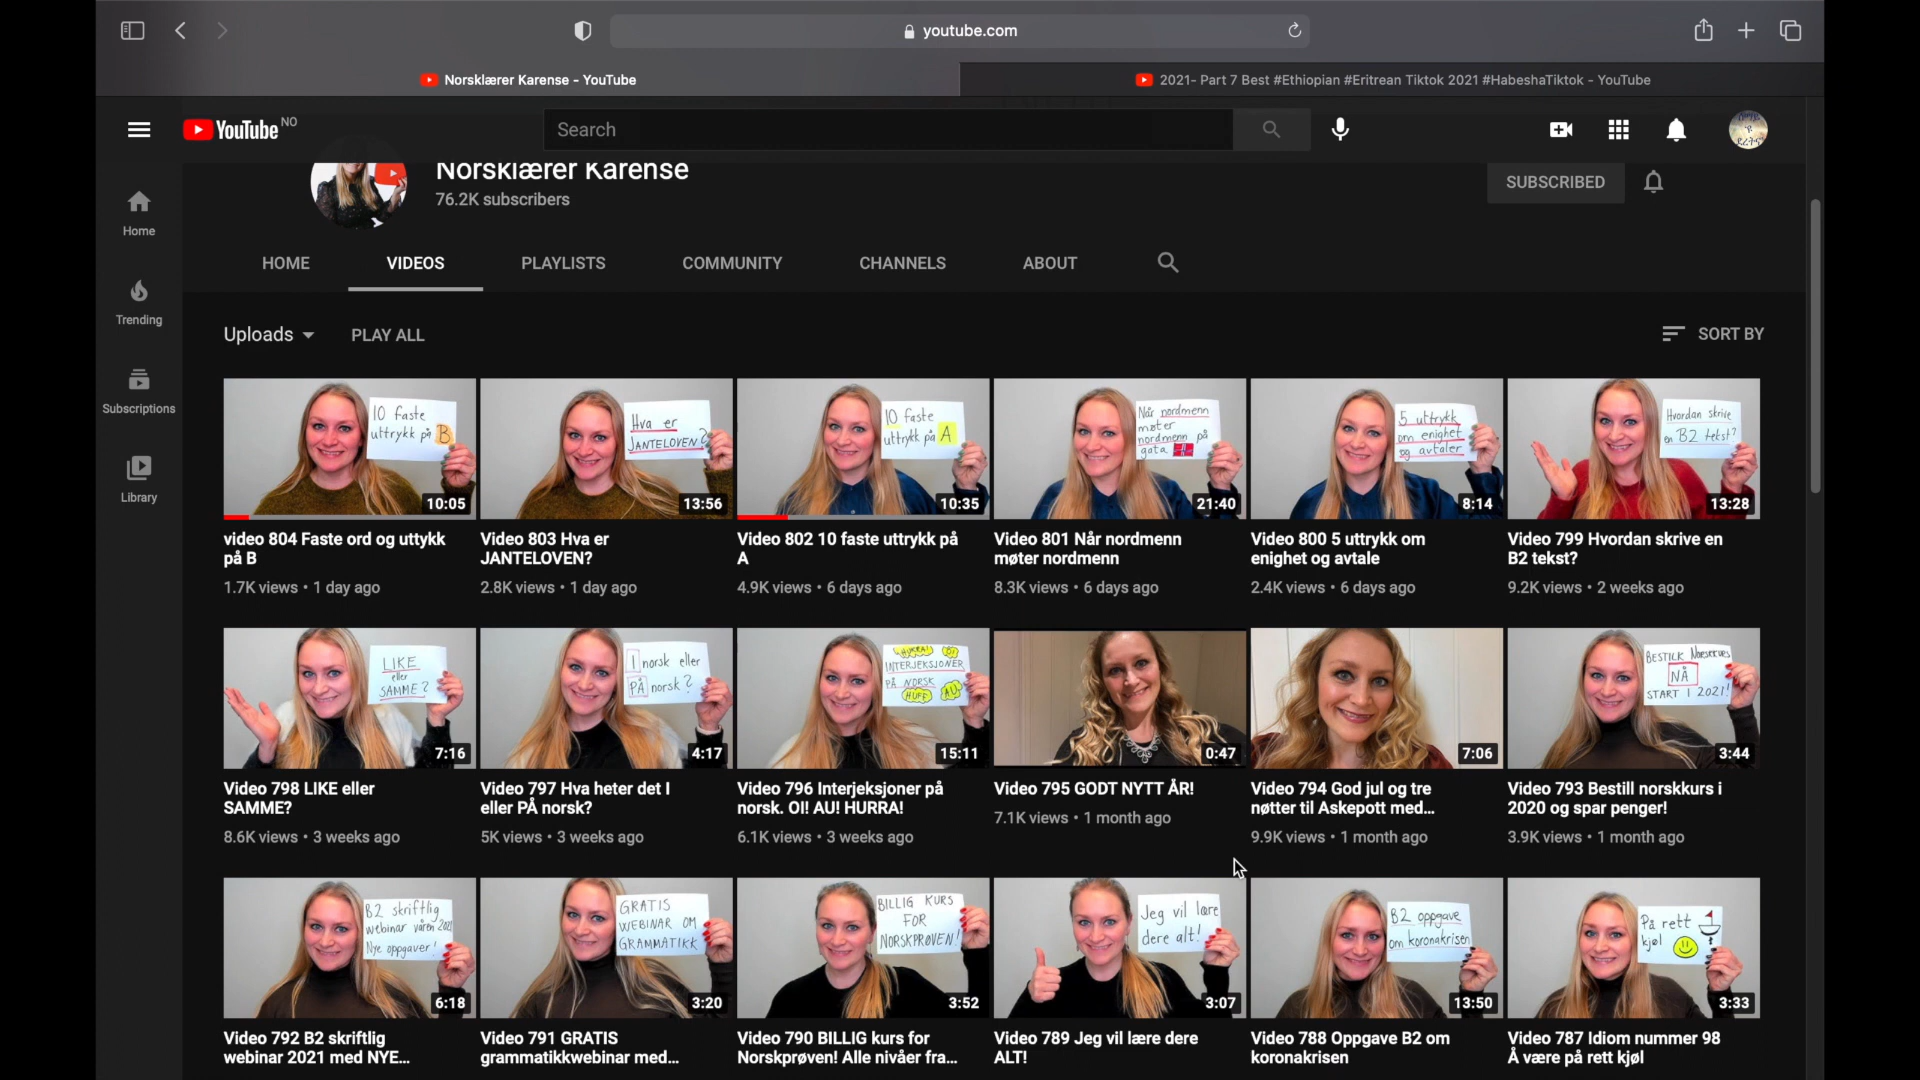 youtube.com
Norsklærer Karense - YouTube
2021- Part 7 Best #Ethiopian #Eritrean Tiktok 2021 #HabeshaTiktok - YouTube
YouTube NO
Search
Norsklærer Karense
76.2K subscribers
SUBSCRIBED
Home
Trending
Subscriptions
Library
HOME
VIDEOS
PLAYLISTS
COMMUNITY
CHANNELS
ABOUT
Uploads
PLAY ALL
SORT BY
10 faste
uttrykk på B
10:05
Hva er
JANTELOVEN?
13:56
10 faste
uttrykk på A
10:35
Når nordmenn
møter
nordmenn på
gata
21:40
5 uttrykk
om enighet
og avtaler
8:14
Hvordan skrive
en B2 tekst?
13:28
video 804 Faste ord og uttykk
på B
1.7K views • 1 day ago
Video 803 Hva er
JANTELOVEN?
2.8K views • 1 day ago
Video 802 10 faste uttrykk på
A
4.9K views • 6 days ago
Video 801 Når nordmenn
møter nordmenn
8.3K views • 6 days ago
Video 800 5 uttrykk om
enighet og avtale
2.4K views • 6 days ago
Video 799 Hvordan skrive en
B2 tekst?
9.2K views • 2 weeks ago
LIKE
eller
SAMME?
7:16
I norsk eller
PÅ norsk?
4:17
HURRA! OI
INTERJEKSJONER
PÅ NORSK
HUFF AU
15:11
0:47
7:06
BESTILL Norskkurs
NÅ
START I 2021!
3:44
Video 798 LIKE eller
SAMME?
8.6K views • 3 weeks ago
Video 797 Hva heter det I
eller PÅ norsk?
5K views • 3 weeks ago
Video 796 Interjeksjoner på
norsk. OI! AU! HURRA!
6.1K views • 3 weeks ago
Video 795 GODT NYTT ÅR!
7.1K views • 1 month ago
Video 794 God jul og tre
nøtter til Askepott med...
9.9K views • 1 month ago
Video 793 Bestill norskkurs i
2020 og spar penger!
3.9K views • 1 month ago
B2 skriftlig
webinar våren 2021
Nye oppgaver!
6:18
GRATIS
WEBINAR OM
GRAMMATIKK
3:20
BILLIG KURS
FOR
NORSKPRØVEN!
3:52
Jeg vil lære
dere alt!
3:07
B2 oppgave
om koronakrisen
13:50
På rett
kjøl
3:33
Video 792 B2 skriftlig
webinar 2021 med NYE...
Video 791 GRATIS
grammatikkwebinar med...
Video 790 BILLIG kurs for
Norskprøven! Alle nivåer fra...
Video 789 Jeg vil lære dere
ALT!
Video 788 Oppgave B2 om
koronakrisen
Video 787 Idiom nummer 98
Å være på rett kjøl